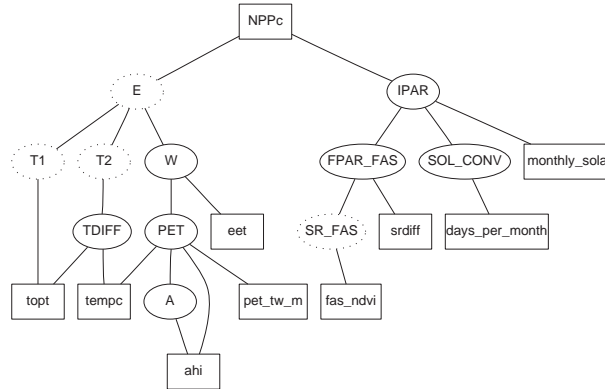 NPPc
E
IPAR
T1
T2
W
FPAR_FAS
SOL_CONV
monthly_sola
TDIFF
PET
eet
SR_FAS
srdiff
days_per_month
topt
tempc
A
pet_tw_m
fas_ndvi
ahi